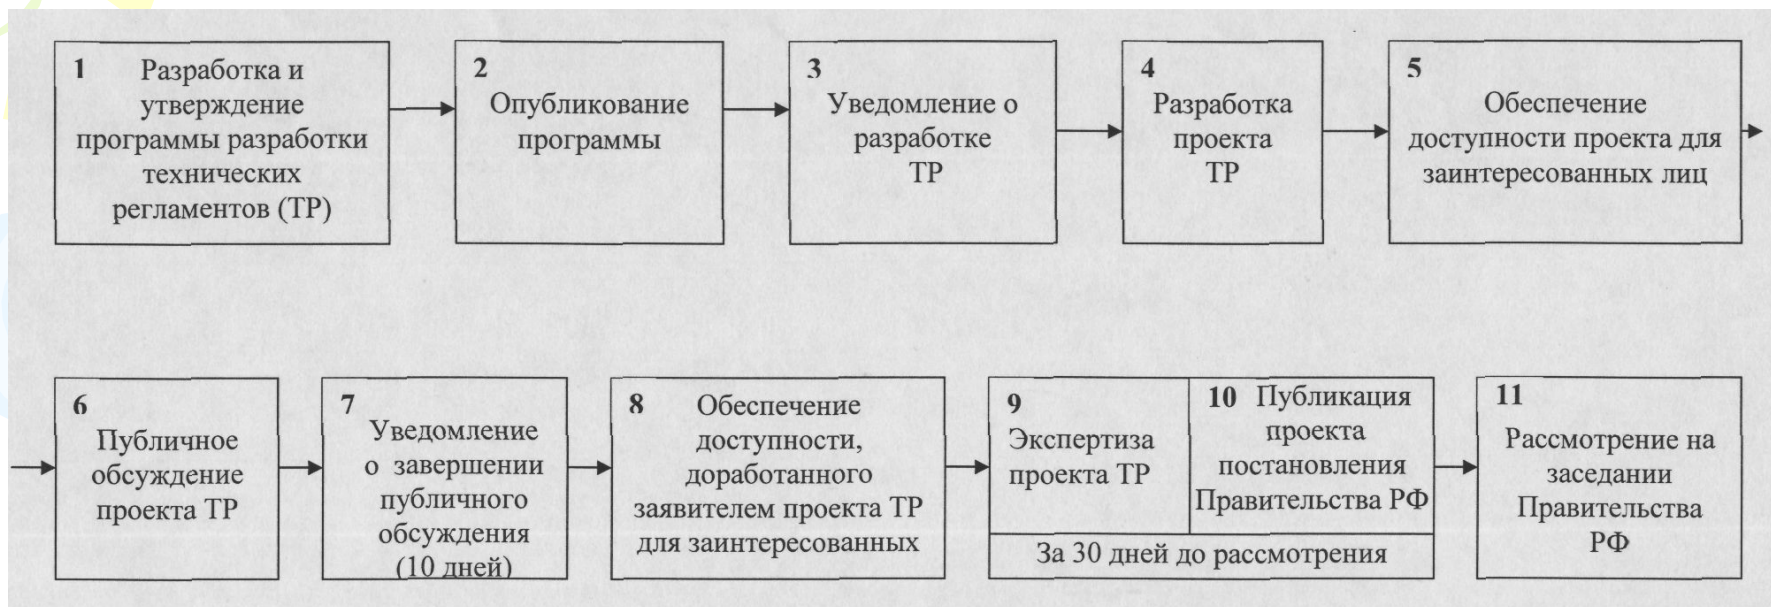 1 Разработка и
утверждение
программы разработки
технических
регламентов (ТР)
2
Опубликование
программы
3
Уведомление о
разработке
ТР
4
Разработка
проекта
ТР
5
Обеспечение
доступности проекта для
заинтересованных лиц
6
Публичное
обсуждение
проекта ТР
7
Уведомление
о завершении
публичного
обсуждения
(10 дней)
8 Обеспечение
доступности,
доработанного
заявителем проекта ТР
для заинтересованных
9
Экспертиза
проекта ТР
10 Публикация
проекта
постановления
Правительства РФ
За 30 дней до рассмотрения
11
Рассмотрение на
заседании
Правительства
РФ